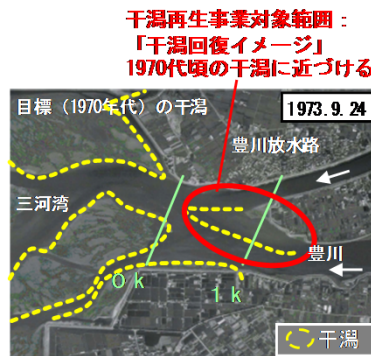 干潟再生事業対象範囲：
「干潟回復イメージ」
1970代頃の干潟に近づける
目標（1970年代）の干潟
1973.9.24
豊川放水路
三河湾
豊川
0k
1k
干潟